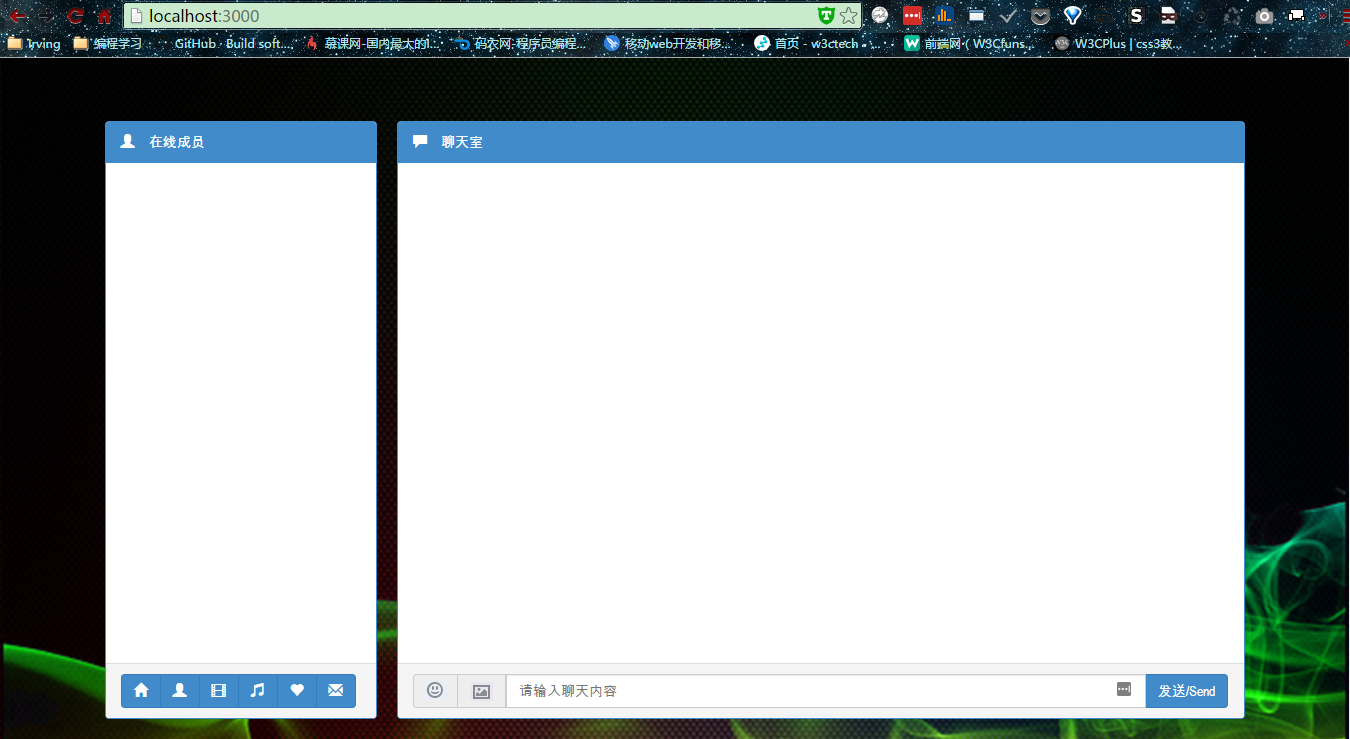 localhost:3000
Irving 编程学习 GitHub · Build soft... 慕课网-国内最大的I... 码农网-程序员编程... 移动web开发和移... 首页 - w3ctech - ... 前端网 ( W3Cfuns... W3CPlus | css3教...
在线成员
聊天室
请输入聊天内容
发送/Send